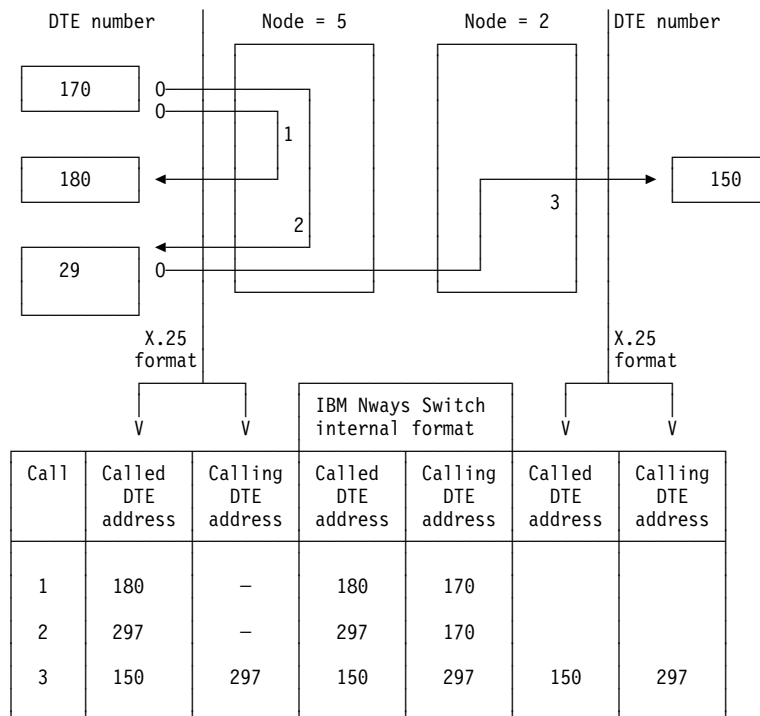 DTE number Node = 5 Node = 2 DTE number
170 0
0
1
180 150
3
2
29 0
X.25 X.25
format format
IBM Nways Switch
V V internal format V V
Call Called Calling Called Calling Called Calling
DTE DTE DTE DTE DTE DTE
address address address address address address
1 180 – 180 170
2 297 – 297 170
3 150 297 150 297 150 297